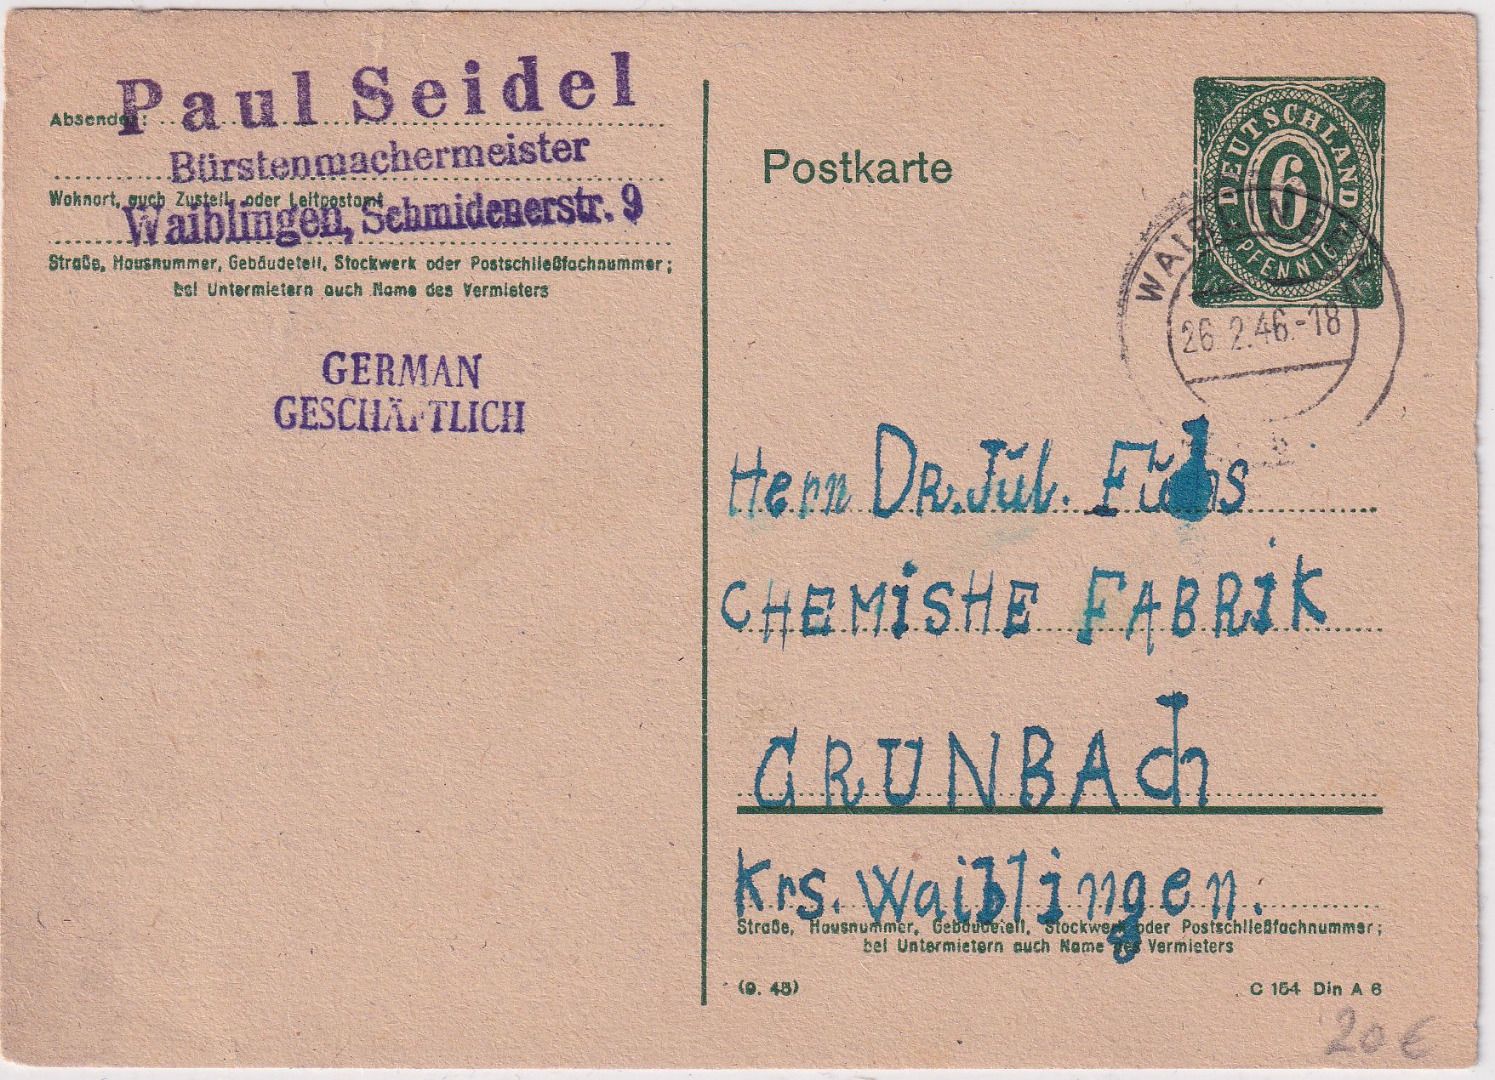 Paul Seidel
Absender:
Bürstenmachermeister
Wohnort, auch Zustell- oder Leitpostamt
Waiblingen, Schmidenerstr. 9
Straße, Hausnummer, Gebäudeteil, Stockwerk oder Postschließfachnummer;
bei Untermietern auch Name des Vermieters
GERMAN
GESCHÄFTLICH
Postkarte
DEUTSCHLAND
6
PFENNIG
26.2.46.-18
Herrn DR. Jŭl. Fŭchs
CHEMiSHE FABRiK
GRUNBAch
Krs. Waiblingen.
Straße, Hausnummer, Gebäudeteil, Stockwerk oder Postschließfachnummer;
bei Untermietern auch Name des Vermieters
(9. 45)
C 154 Din A 6
20€